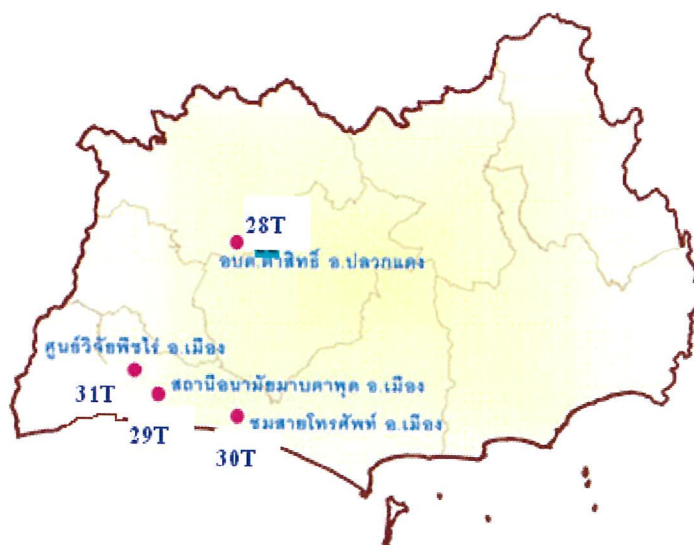 28T
อบต.ตาสิทธิ์ อ.ปลวกแดง
ศูนย์วิจัยพืชไร่ อ.เมือง
31T
สถานีอนามัยมาบตาพุด อ.เมือง
29T
ชมสายโทรศัพท์ อ.เมือง
30T